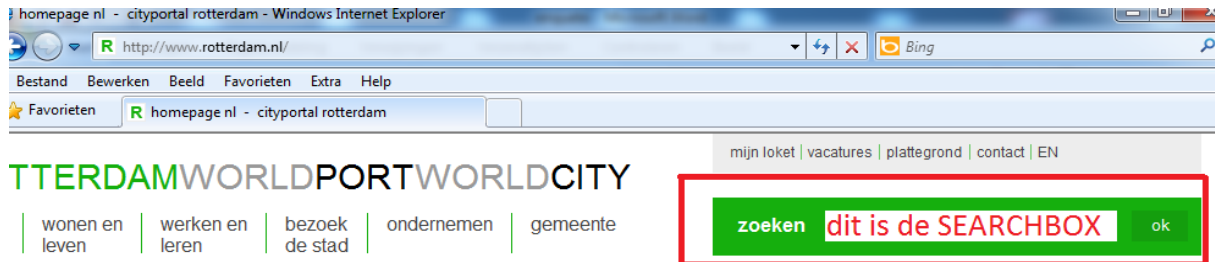 homepage nl - cityportal rotterdam - Windows Internet Explorer
R http://www.rotterdam.nl/ Bing
Bestand Bewerken Beeld Favorieten Extra Help
Favorieten R homepage nl - cityportal rotterdam
mijn loket | vacatures | plattegrond | contact | EN
TTERDAMWORLDPORTWORLDCITY
wonen en leven
werken en leren
bezoek de stad
ondernemen
gemeente
zoeken dit is de SEARCHBOX ok